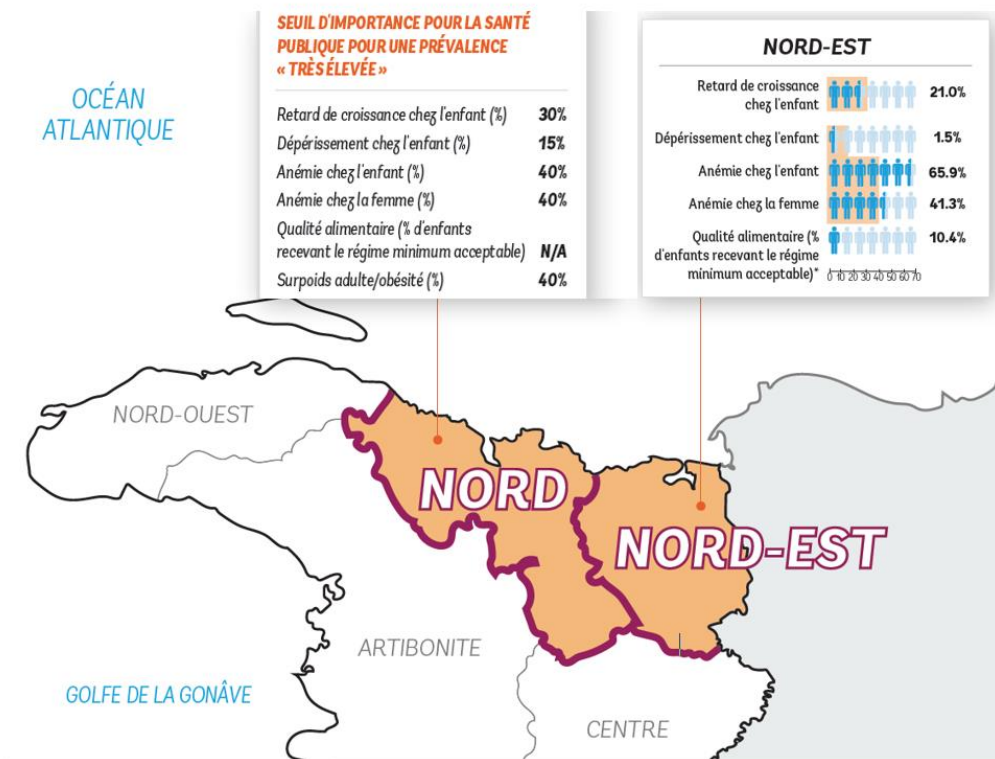 SEUIL D'IMPORTANCE POUR LA SANTÉ
PUBLIQUE POUR UNE PRÉVALENCE
« TRÈS ÉLEVÉE »
Retard de croissance chez l'enfant (%) 30%
Dépérissement chez l'enfant (%) 15%
Anémie chez l'enfant (%) 40%
Anémie chez la femme (%) 40%
Qualité alimentaire (% d'enfants
recevant le régime minimum acceptable) N/A
Surpoids adulte/obésité (%) 40%
NORD-EST
Retard de croissance
chez l'enfant 21.0%
Dépérissement chez l'enfant 1.5%
Anémie chez l'enfant 65.9%
Anémie chez la femme 41.3%
Qualité alimentaire (% 10.4%
d'enfants recevant le régime
minimum acceptable)* 0 10 20 30 40 50 60 70
OCÉAN
ATLANTIQUE
NORD-OUEST
NORD
NORD-EST
ARTIBONITE
GOLFE DE LA GONÂVE
CENTRE